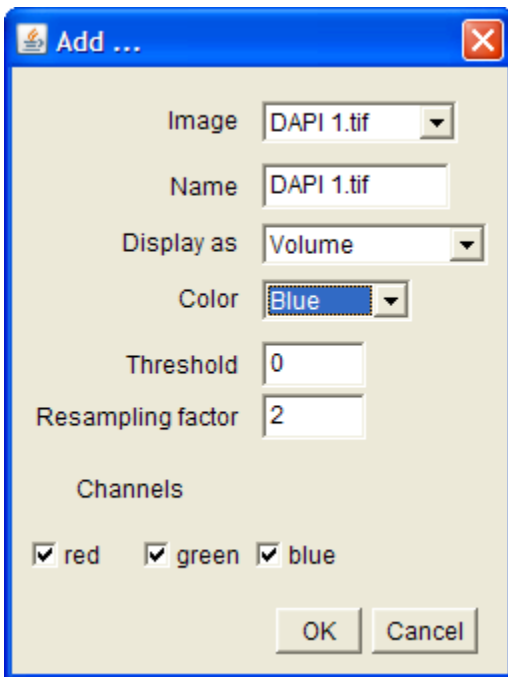 Add ...
Image DAPI 1.tif
Name DAPI 1.tif
Display as Volume
Color Blue
Threshold 0
Resampling factor 2
Channels
red green blue
OK Cancel